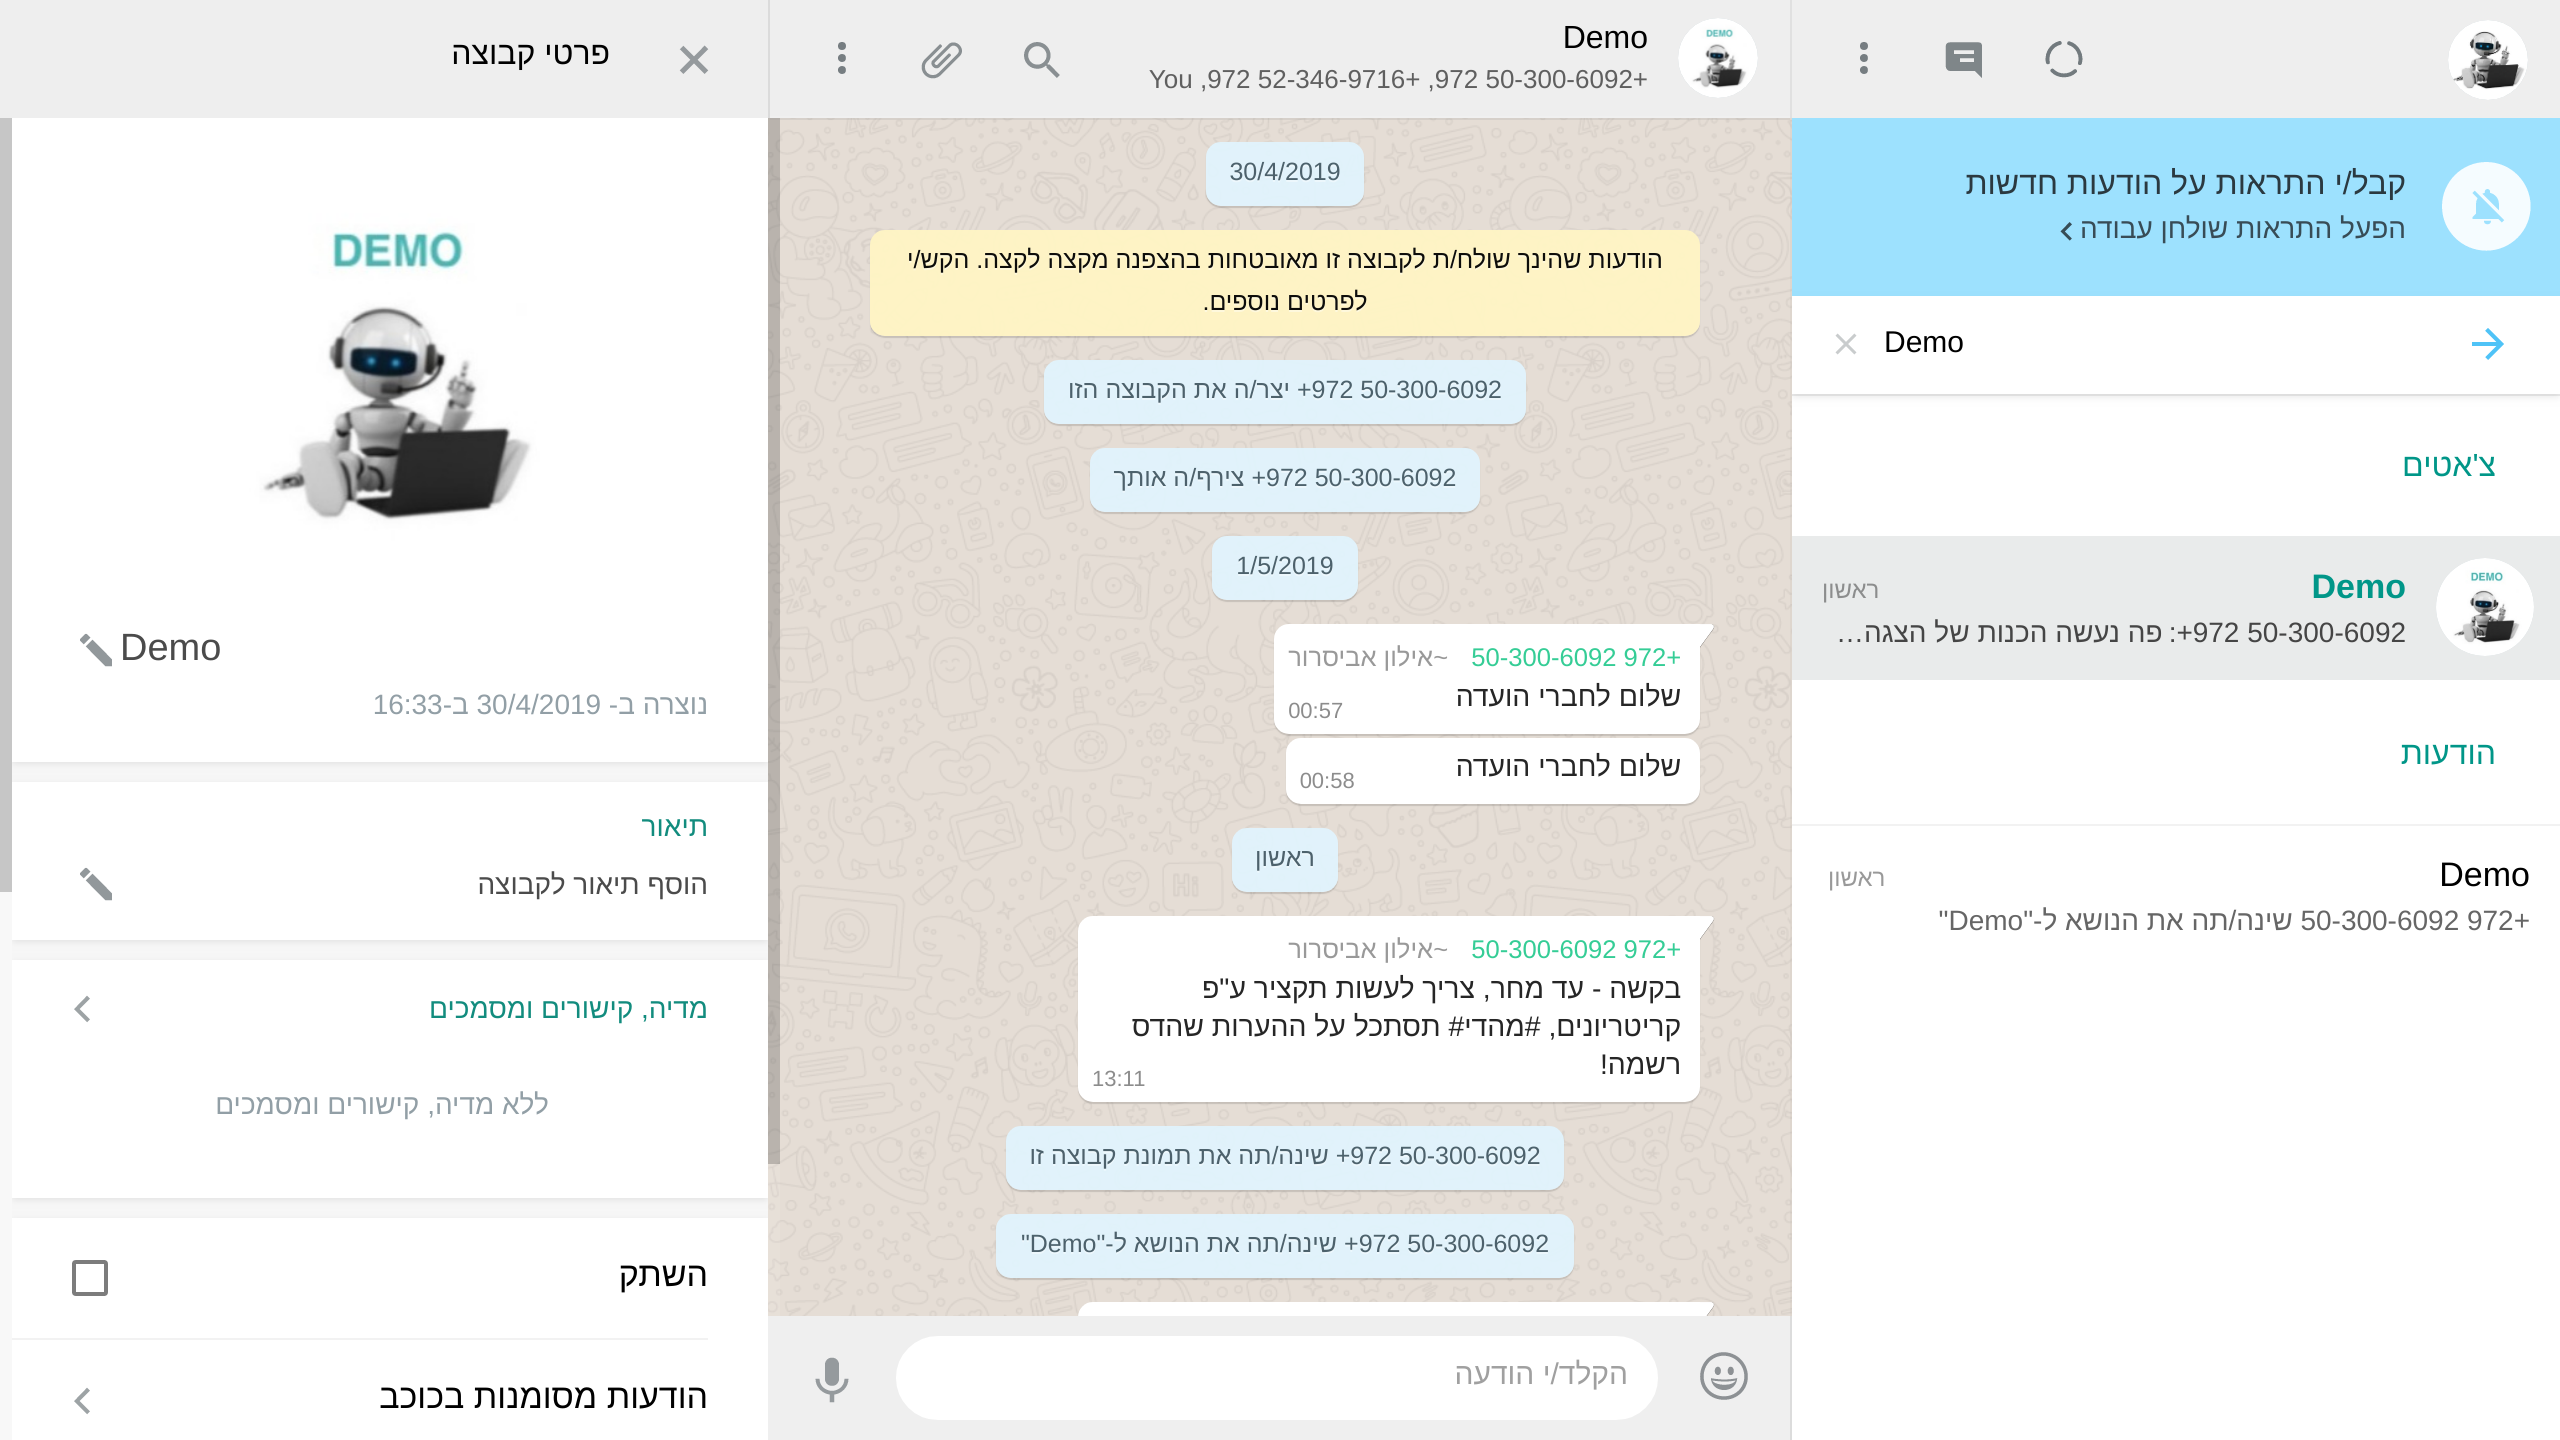 קבל/י התראות על הודעות חדשות
הפעל התראות שולחן עבודה
Demo
צ'אטים
Demo
ראשון
972 50-300-6092+: פה נעשה הכנות של הצגה...
הודעות
Demo
ראשון
+972 50-300-6092 שינה/תה את הנושא ל-"Demo"
DEMO
Demo
+972 50-300-6092, +972 52-346-9716, You
30/4/2019
הודעות שהינך שולח/ת לקבוצה זו מאובטחות בהצפנה מקצה לקצה. הקש/י
לפרטים נוספים.
972 50-300-6092+ יצר/ה את הקבוצה הזו
972 50-300-6092+ צירף/ה אותך
1/5/2019
+972 50-300-6092 ~אילון אביסרור
שלום לחברי הועדה
00:57
שלום לחברי הועדה
00:58
ראשון
+972 50-300-6092 ~אילון אביסרור
בקשה - עד מחר, צריך לעשות תקציר ע"פ
קריטריונים, #מהדי# תסתכל על ההערות שהדס
רשמה!
13:11
972 50-300-6092+ שינה/תה את תמונת קבוצה זו
972 50-300-6092+ שינה/תה את הנושא ל-"Demo"
הקלד/י הודעה
פרטי קבוצה
DEMO
Demo
נוצרה ב- 30/4/2019 ב-16:33
תיאור
הוסף תיאור לקבוצה
מדיה, קישורים ומסמכים
ללא מדיה, קישורים ומסמכים
השתק
הודעות מסומנות בכוכב
DEMO